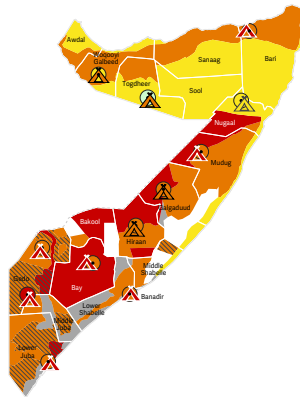 Awdal
Woqooyi
Galbeed
Togdheer
Sanaag
Bari
Sool
Nugaal
Mudug
Galgaduud
Bakool
Hiraan
Gedo
Bay
Middle
Shabelle
Banadir
Lower
Shabelle
Middle
Juba
Lower
Juba